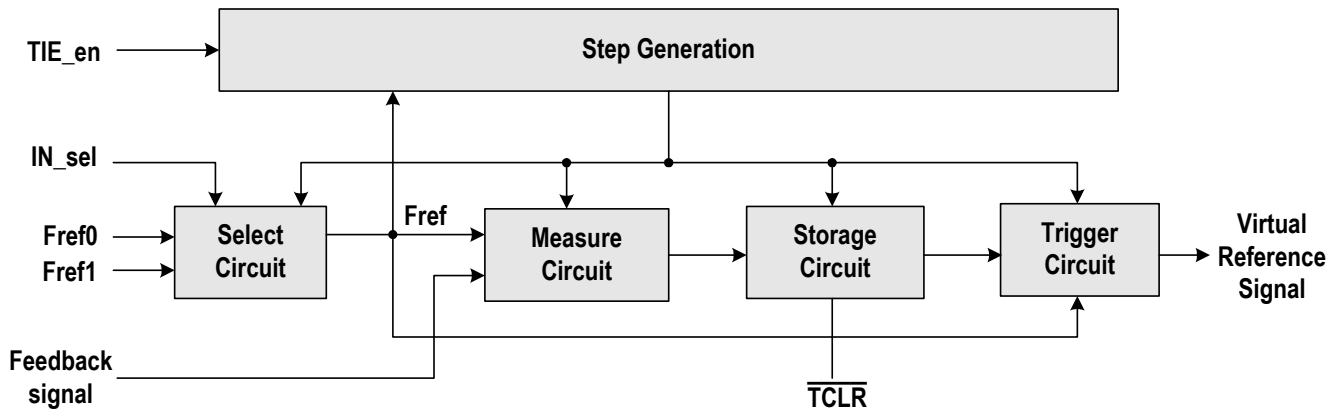 TIE_en
Step Generation
IN_sel
Fref0
Fref1
Select
Circuit
Fref
Measure
Circuit
Storage
Circuit
Trigger
Circuit
Virtual
Reference
Signal
Feedback
signal
TCLR